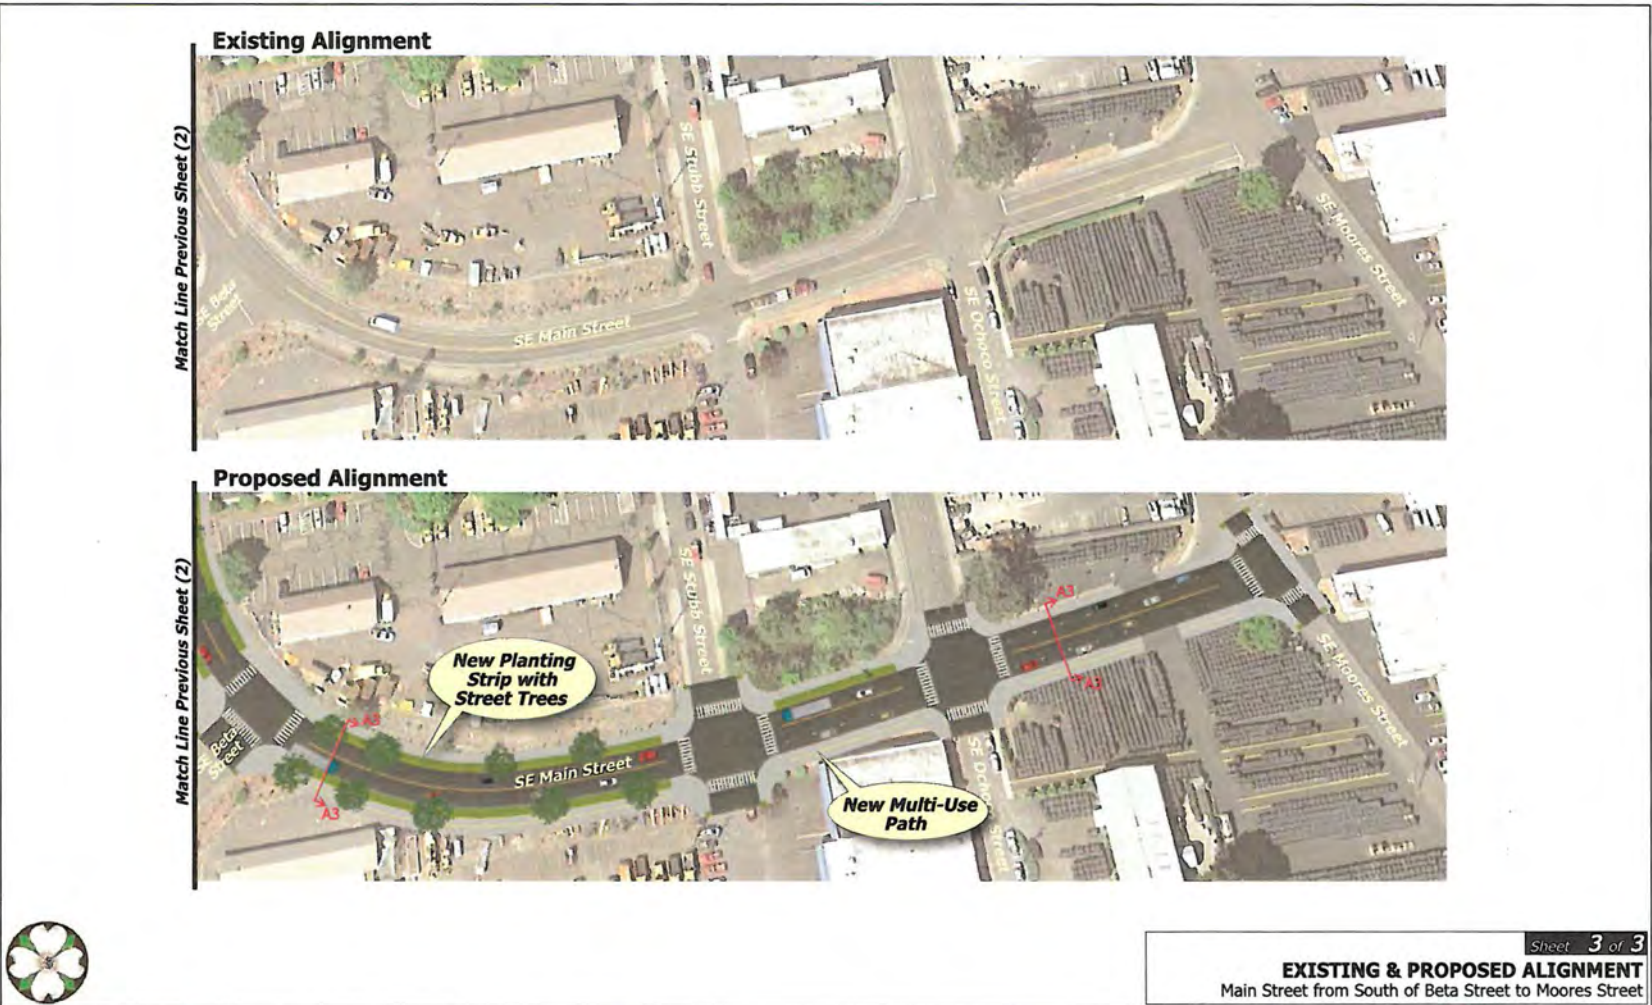 Existing Alignment
Match Line Previous Sheet (2)
SE Stubb Street
SE Moores Street
SE Beta
Street
SE Main Street
SE Ochoco Street
Proposed Alignment
Match Line Previous Sheet (2)
SE Stubb Street
A3
A3
SE Moores Street
New Planting
Strip with
Street Trees
SE Beta
Street
A3
A3
SE Main Street
New Multi-Use
Path
SE Ochoco Street
Sheet 3 of 3
EXISTING & PROPOSED ALIGNMENT
Main Street from South of Beta Street to Moores Street